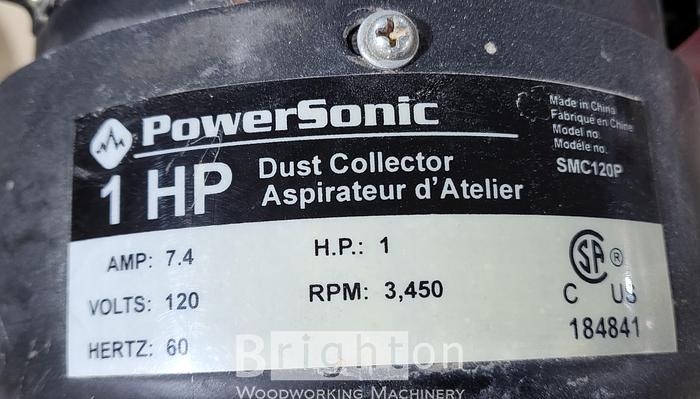 PowerSonic
1 HP
Dust Collector
Aspirateur d'Atelier
Made in China
Fabriqué en Chine
Model no.
Modèle no.
SMC120P
AMP: 7.4
VOLTS: 120
HERTZ: 60
H.P.: 1
RPM: 3,450
SA ®
C US
184841
Brighton
WOODWORKING MACHINERY